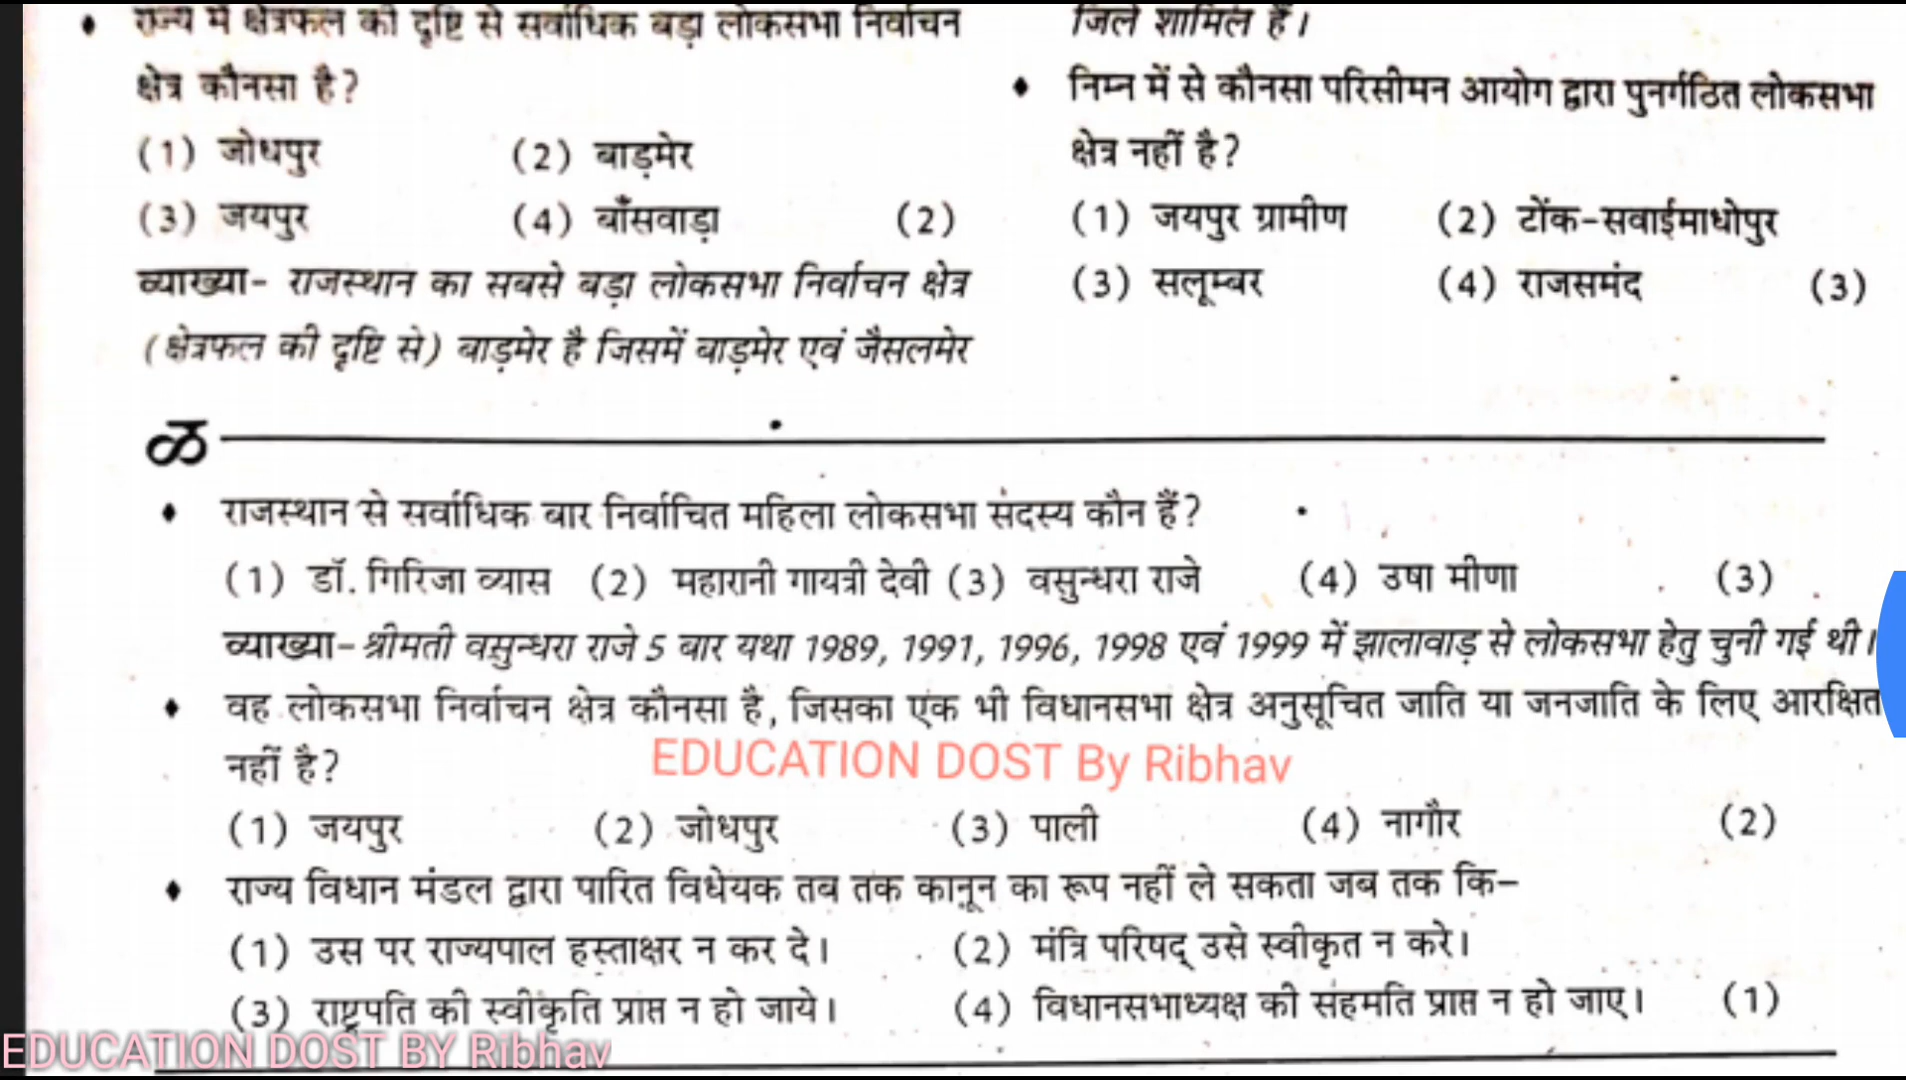 ♦ राज्य में क्षेत्रफल की दृष्टि से सर्वाधिक बड़ा लोकसभा निर्वाचन
क्षेत्र कौनसा है?
(1) जोधपुर (2) बाड़मेर
(3) जयपुर (4) बाँसवाड़ा (2)
व्याख्या- राजस्थान का सबसे बड़ा लोकसभा निर्वाचन क्षेत्र
(क्षेत्रफल की दृष्टि से) बाड़मेर है जिसमें बाड़मेर एवं जैसलमेर
जिले शामिल हैं।
♦ निम्न में से कौनसा परिसीमन आयोग द्वारा पुनर्गठित लोकसभा
क्षेत्र नहीं है?
(1) जयपुर ग्रामीण (2) टोंक-सवाईमाधोपुर
(3) सलूम्बर (4) राजसमंद (3)
ळ
♦ राजस्थान से सर्वाधिक बार निर्वाचित महिला लोकसभा संदस्य कौन हैं?
(1) डॉ. गिरिजा व्यास (2) महारानी गायत्री देवी (3) वसुन्धरा राजे (4) उषा मीणा (3)
व्याख्या-श्रीमती वसुन्धरा राजे 5 बार यथा 1989, 1991, 1996, 1998 एवं 1999 में झालावाड़ से लोकसभा हेतु चुनी गई थी।
♦ वह लोकसभा निर्वाचन क्षेत्र कौनसा है, जिसका एक भी विधानसभा क्षेत्र अनुसूचित जाति या जनजाति के लिए आरक्षित
नहीं है?
EDUCATION DOST By Ribhav
(1) जयपुर (2) जोधपुर (3) पाली (4) नागौर (2)
♦ राज्य विधान मंडल द्वारा पारित विधेयक तब तक कानून का रूप नहीं ले सकता जब तक कि-
(1) उस पर राज्यपाल हस्ताक्षर न कर दे। (2) मंत्रि परिषद् उसे स्वीकृत न करे।
(3) राष्ट्रपति की स्वीकृति प्राप्त न हो जाये। (4) विधानसभाध्यक्ष की संहमति प्राप्त न हो जाए। (1)
EDUCATION DOST BY Ribhav